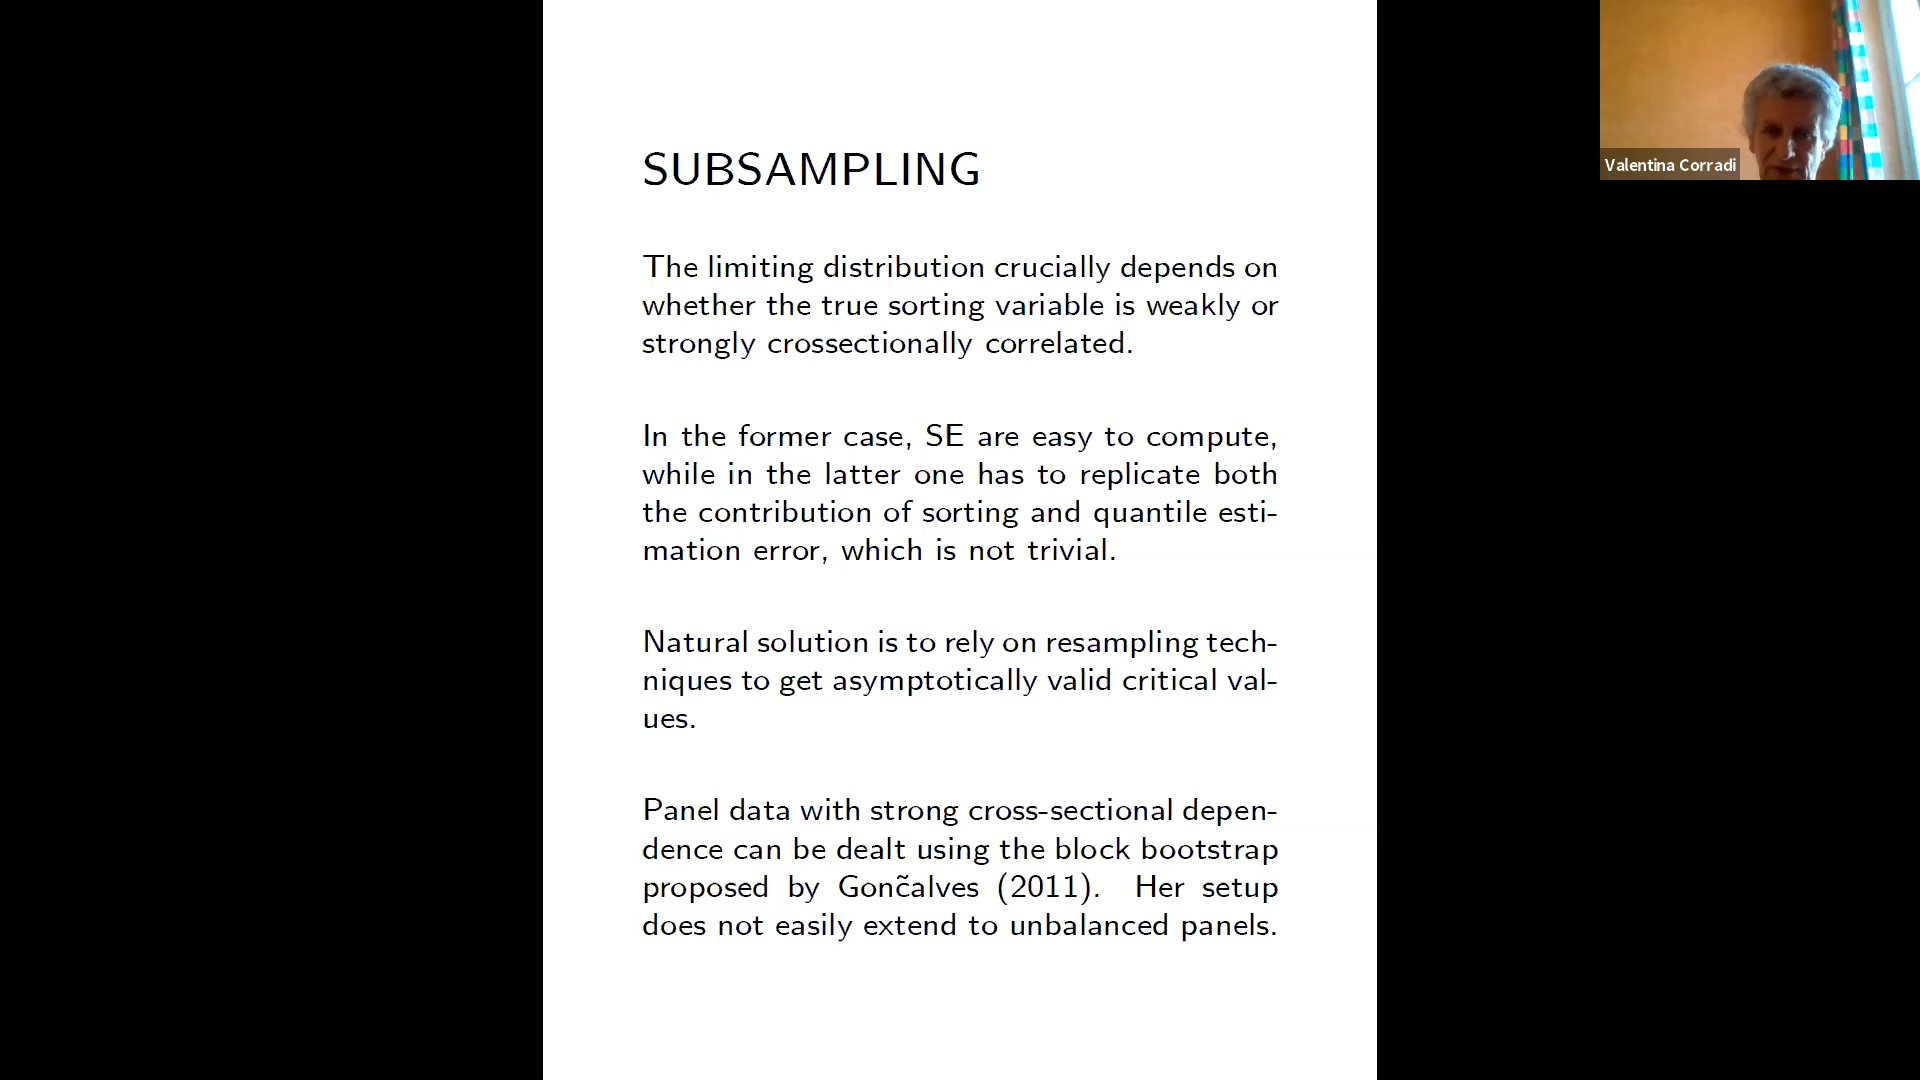 SUBSAMPLING
The limiting distribution crucially depends on
whether the true sorting variable is weakly or
strongly crossectionally correlated.
In the former case, SE are easy to compute,
while in the latter one has to replicate both
the contribution of sorting and quantile esti-
mation error, which is not trivial.
Natural solution is to rely on resampling tech-
niques to get asymptotically valid critical val-
ues.
Panel data with strong cross-sectional depen-
dence can be dealt using the block bootstrap
proposed by Gonc̃alves (2011). Her setup
does not easily extend to unbalanced panels.
Valentina Corradi